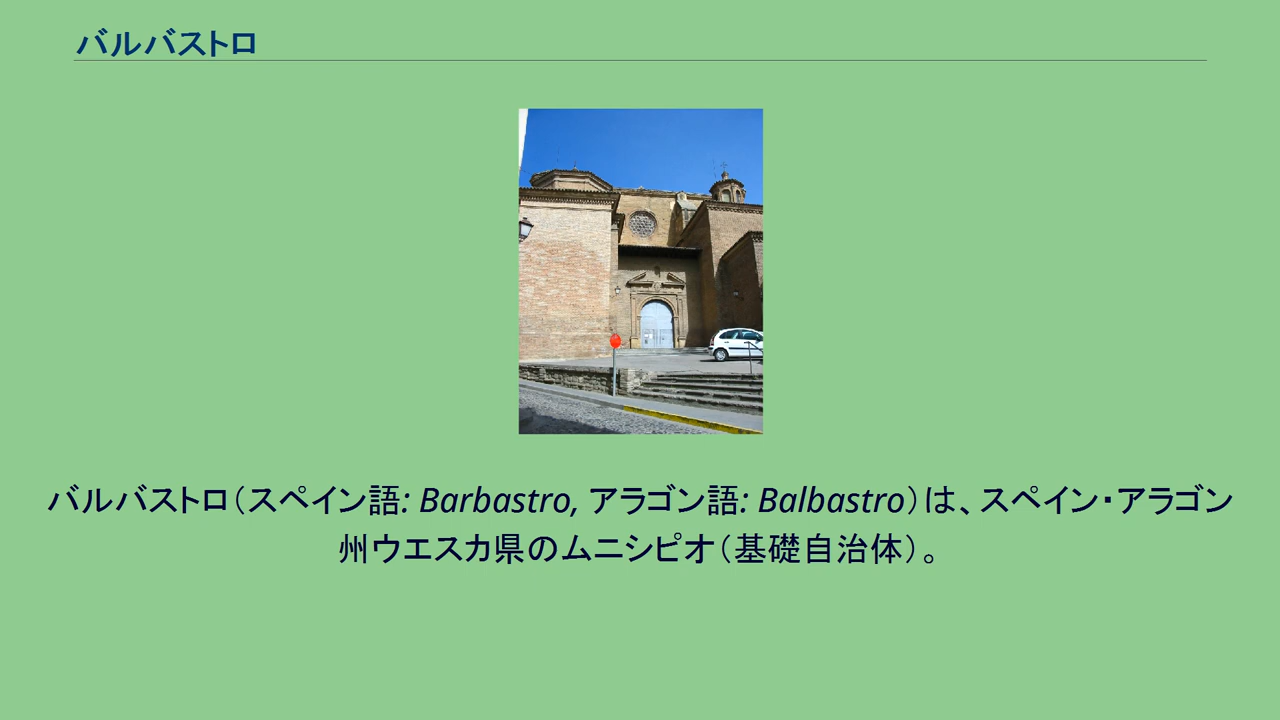 バルバストロ
バルバストロ（スペイン語: Barbastro, アラゴン語: Balbastro）は、スペイン・アラゴン
州ウエスカ県のムニシピオ（基礎自治体）。